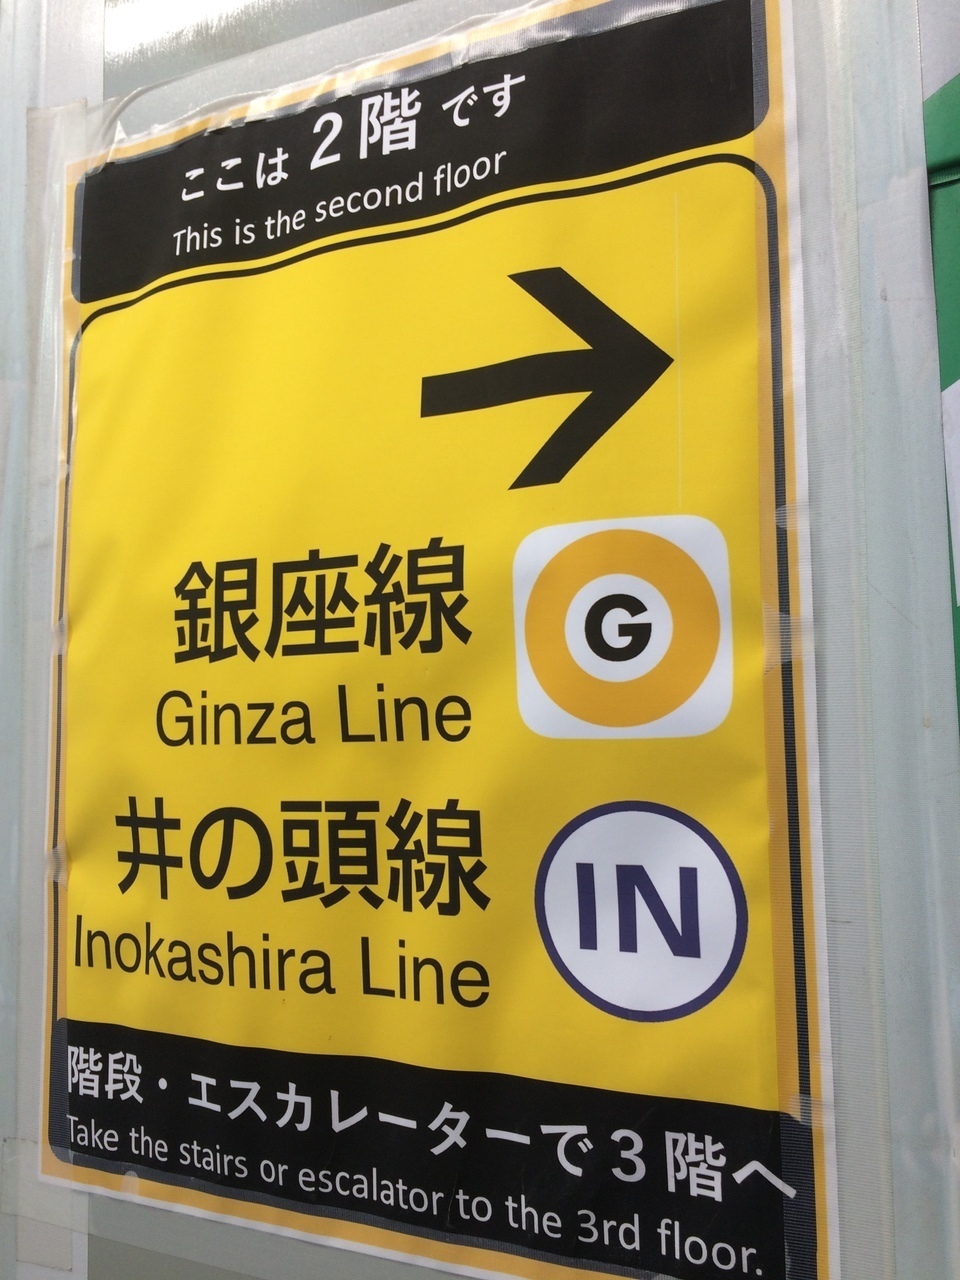 ここは2階です
This is the second floor
銀座線
G
Ginza Line
井の頭線
IN
Inokashira Line
階段・エスカレーターで3階へ
Take the stairs or escalator to the 3rd floor.